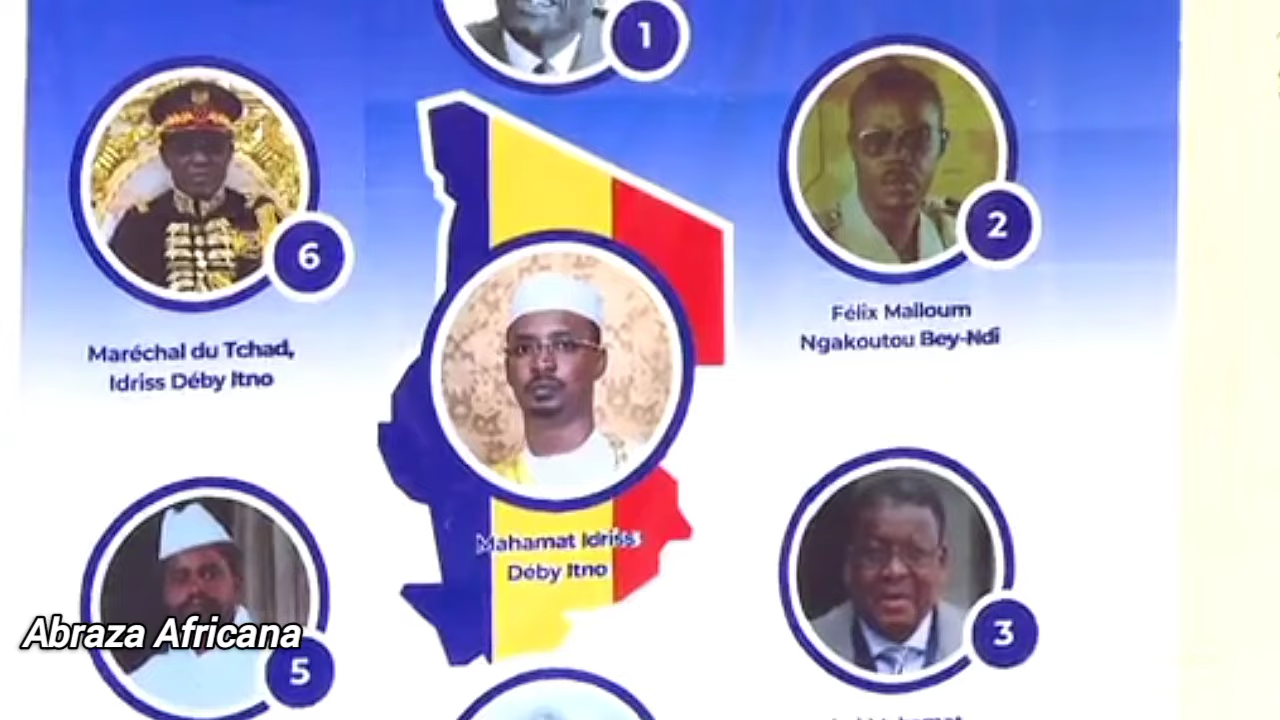 1
2
6
Félix Malloum
Ngakoutou Bey-Ndi
Maréchal du Tchad,
Idriss Déby Itno
Mahamat Idriss
Déby Itno
3
Abraza Africana
5